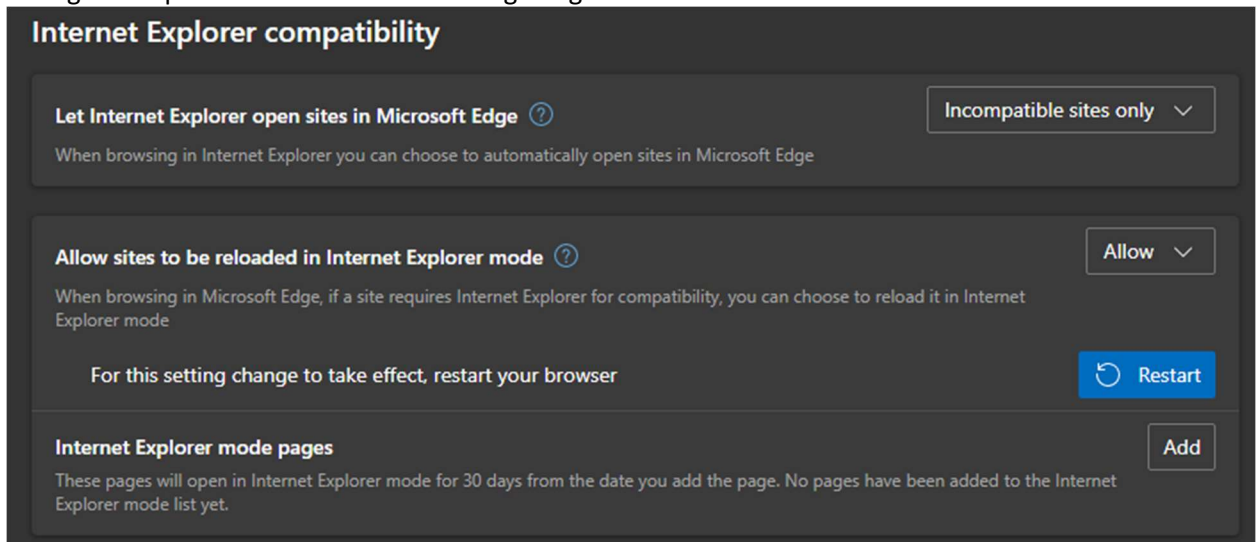 Internet Explorer compatibility
Let Internet Explorer open sites in Microsoft Edge
Incompatible sites only
When browsing in Internet Explorer you can choose to automatically open sites in Microsoft Edge
Allow sites to be reloaded in Internet Explorer mode
Allow
When browsing in Microsoft Edge, if a site requires Internet Explorer for compatibility, you can choose to reload it in Internet
Explorer mode
For this setting change to take effect, restart your browser
Restart
Internet Explorer mode pages
Add
These pages will open in Internet Explorer mode for 30 days from the date you add the page. No pages have been added to the Internet
Explorer mode list yet.